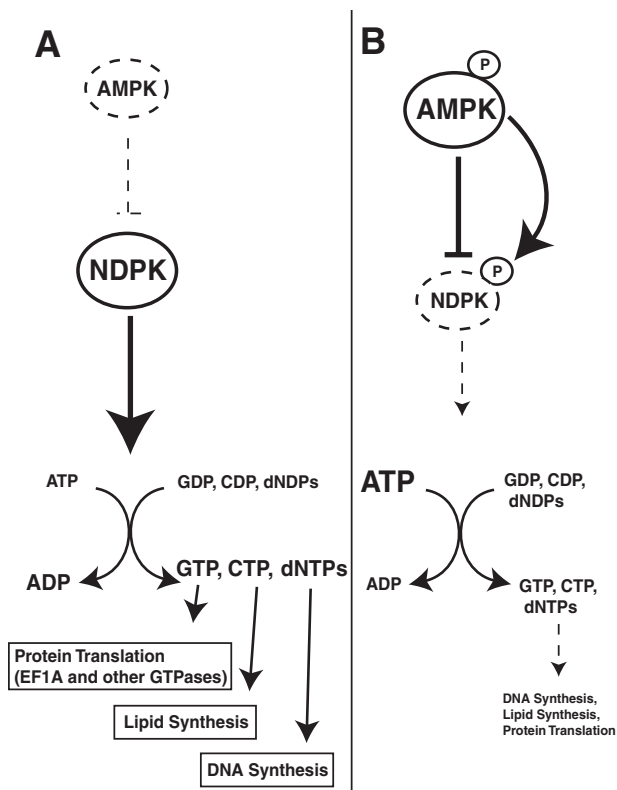 A
AMPK
NDPK
ATP
GDP, CDP, dNDPs
ADP
GTP, CTP, dNTPs
Protein Translation
(EF1A and other GTPases)
Lipid Synthesis
DNA Synthesis
B
P
AMPK
P
NDPK
ATP
GDP, CDP,
dNDPs
ADP
GTP, CTP,
dNTPs
DNA Synthesis,
Lipid Synthesis,
Protein Translation